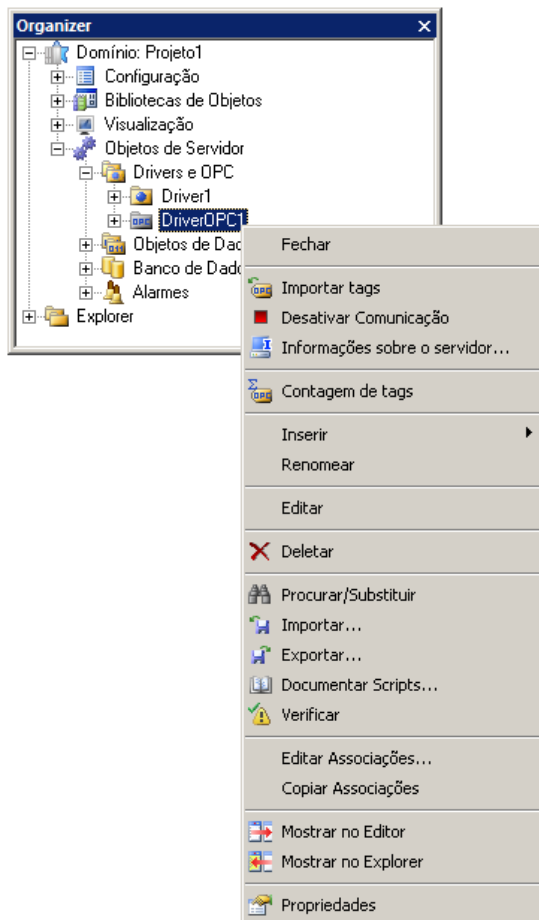 Organizer
Domínio: Projeto1
Configuração
Bibliotecas de Objetos
Visualização
Objetos de Servidor
Drivers e OPC
Driver1
DriverOPC1
Objetos de Dad
Banco de Dado
Alarmes
Explorer
Fechar
Importar tags
Desativar Comunicação
Informações sobre o servidor...
Contagem de tags
Inserir
Renomear
Editar
Deletar
Procurar/Substituir
Importar...
Exportar...
Documentar Scripts...
Verificar
Editar Associações...
Copiar Associações
Mostrar no Editor
Mostrar no Explorer
Propriedades